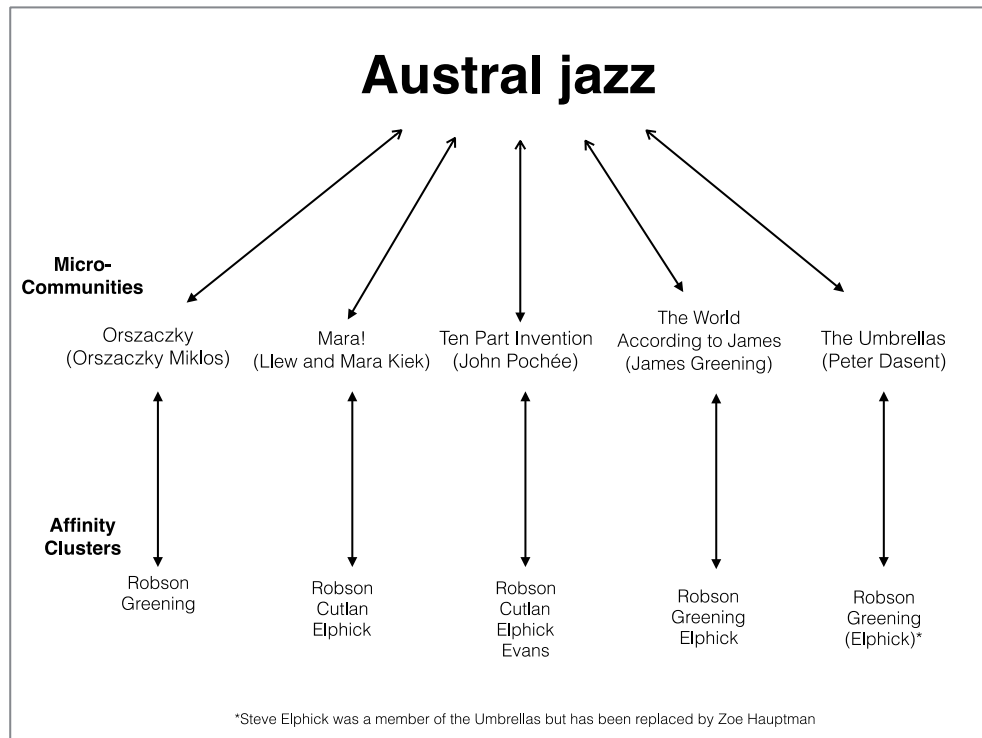 Austral jazz
Micro-
Communities
Orszaczky
(Orszaczky Miklos)
Mara!
(Llew and Mara Kiek)
Ten Part Invention
(John Pochée)
The World
According to James
(James Greening)
The Umbrellas
(Peter Dasent)
Affinity
Clusters
Robson
Greening
Robson
Cutlan
Elphick
Robson
Cutlan
Elphick
Evans
Robson
Greening
Elphick
Robson
Greening
(Elphick)*
*Steve Elphick was a member of the Umbrellas but has been replaced by Zoe Hauptman